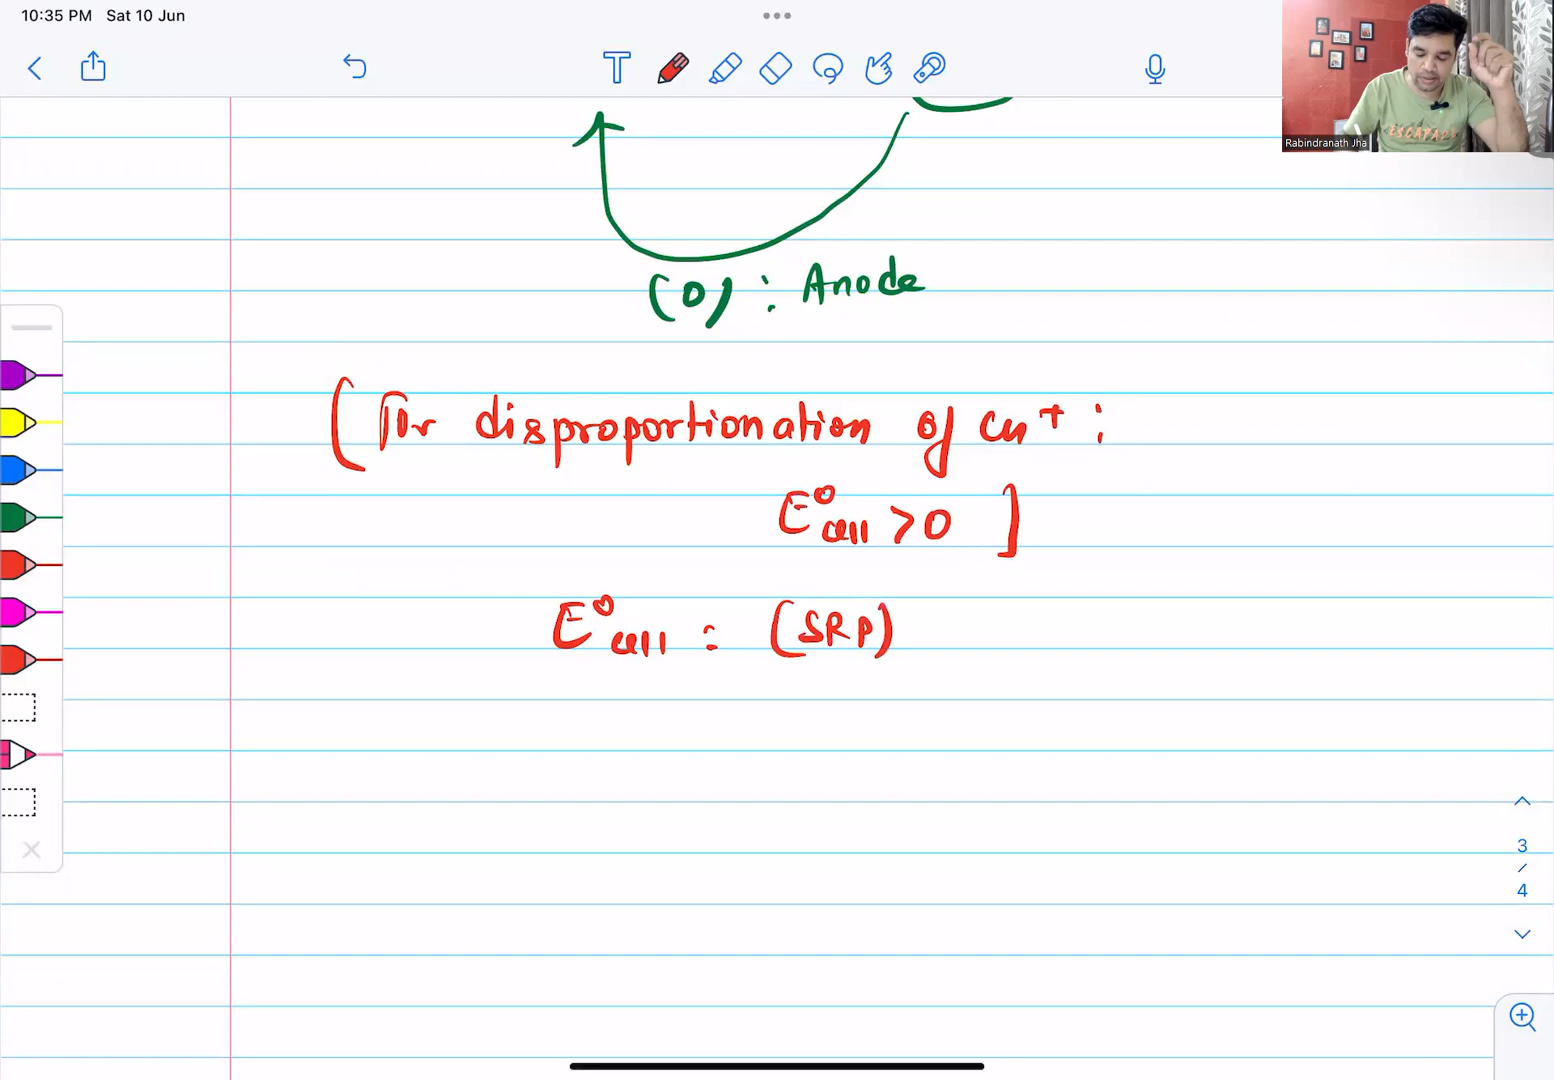 10:35 PM Sat 10 Jun
ESCAPADE
Rabindranath Jha
(O) : Anode
( For disproportionation of Cu+ :
E°cell >0 ]
E°cell : (SRP)
3
/
4